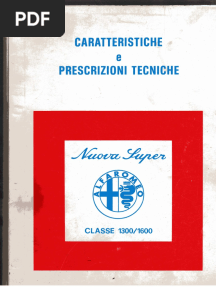 PDF
CARATTERISTICHE
e
PRESCRIZIONI TECNICHE
Nuova Super
ALFA ROMEO
CLASSE 1300/1600